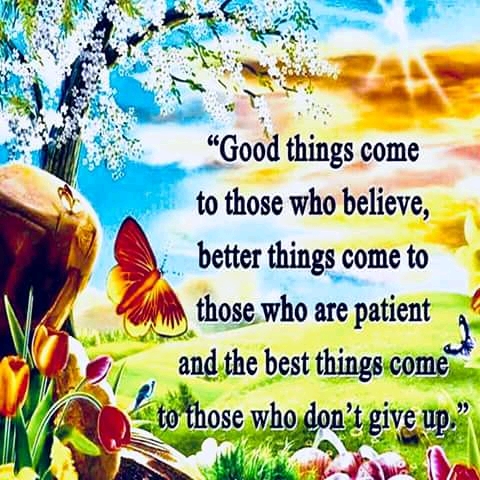 “Good things come
to those who believe,
better things come to
those who are patient
and the best things come
to those who don’t give up.”